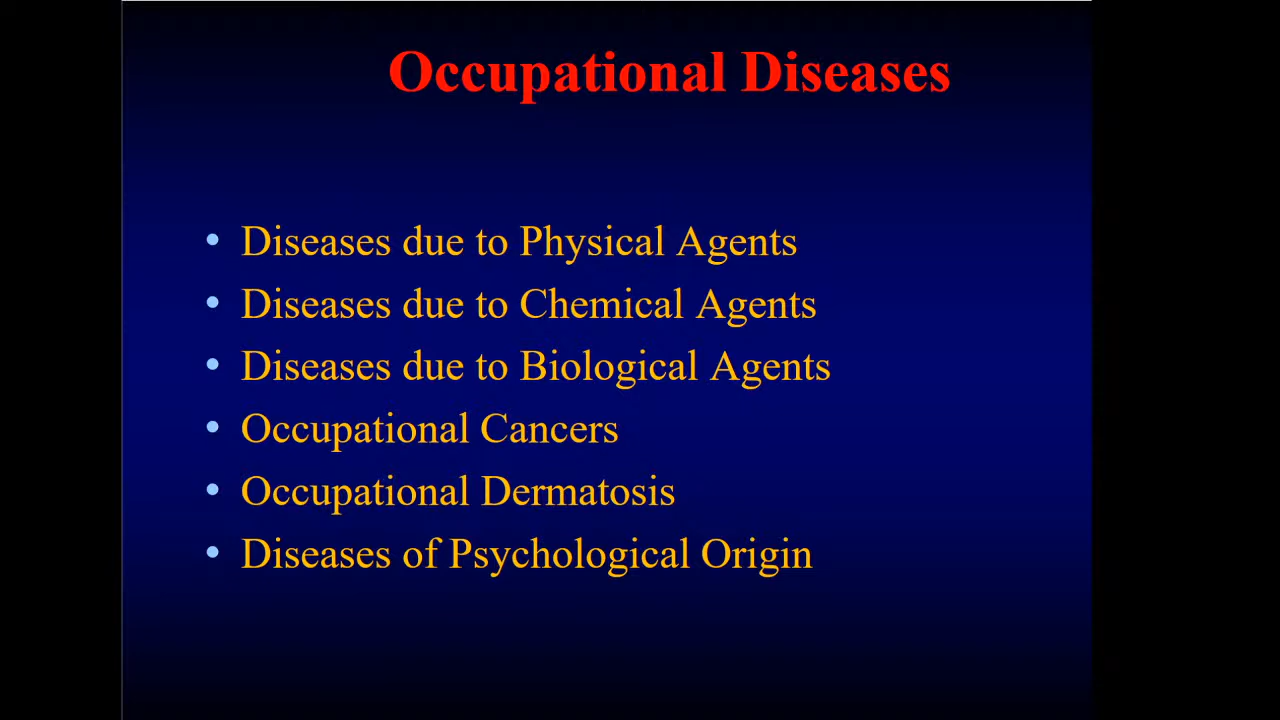 Occupational Diseases
• Diseases due to Physical Agents
• Diseases due to Chemical Agents
• Diseases due to Biological Agents
• Occupational Cancers
• Occupational Dermatosis
• Diseases of Psychological Origin